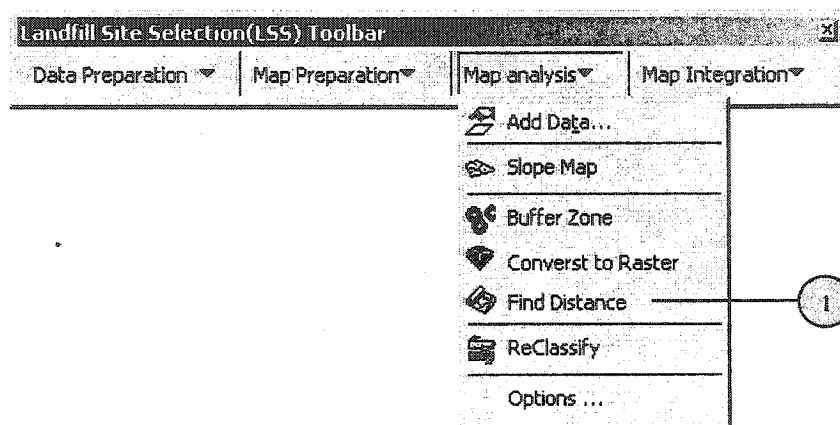 Landfill Site Selection(LSS) Toolbar
Data Preparation Map Preparation Map analysis Map Integration
Add Data...
Slope Map
Buffer Zone
Converst to Raster
Find Distance 1
ReClassify
Options ...